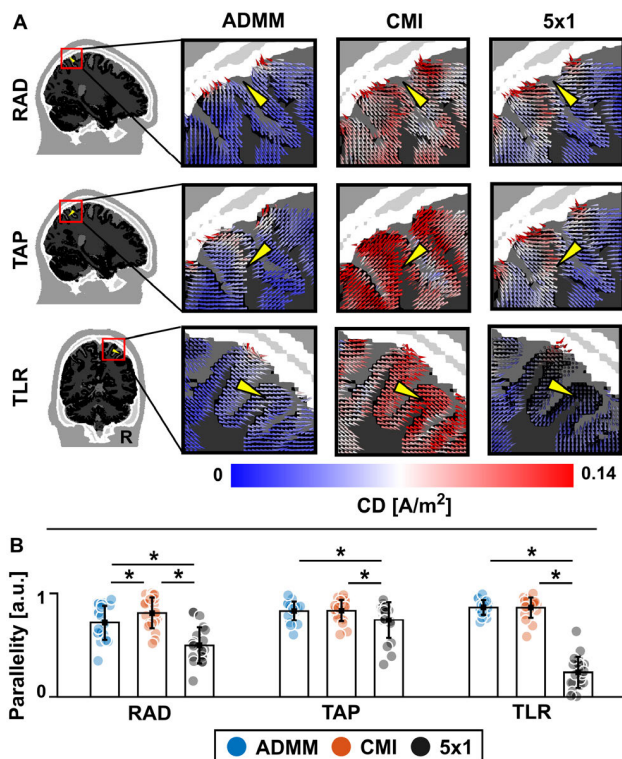 A
ADMM CMI 5x1
RAD
TAP
TLR
R
0 0.14
CD [A/m²]
B
* * * * * * *
Parallelity [a.u.]
1
0
RAD TAP TLR
ADMM CMI 5x1